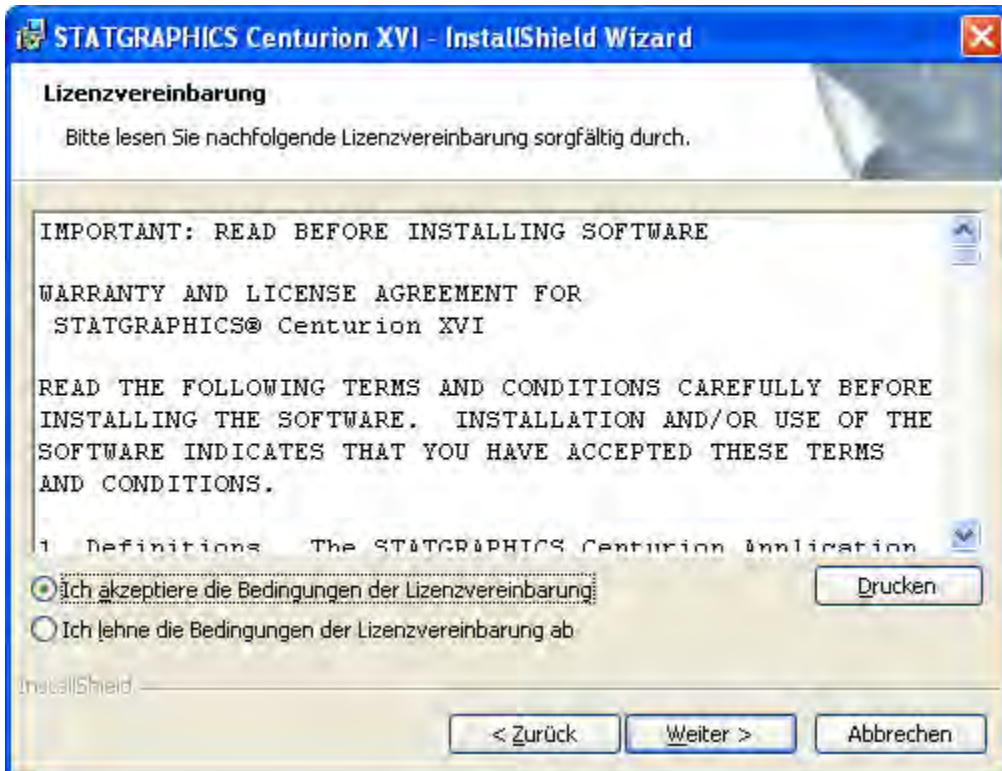 STATGRAPHICS Centurion XVI - InstallShield Wizard
Lizenzvereinbarung
Bitte lesen Sie nachfolgende Lizenzvereinbarung sorgfältig durch.
IMPORTANT: READ BEFORE INSTALLING SOFTWARE
WARRANTY AND LICENSE AGREEMENT FOR
STATGRAPHICS® Centurion XVI
READ THE FOLLOWING TERMS AND CONDITIONS CAREFULLY BEFORE
INSTALLING THE SOFTWARE. INSTALLATION AND/OR USE OF THE
SOFTWARE INDICATES THAT YOU HAVE ACCEPTED THESE TERMS
AND CONDITIONS.
1 Definitions The STATGRAPHICS Centurion Application
Ich akzeptiere die Bedingungen der Lizenzvereinbarung
Drucken
Ich lehne die Bedingungen der Lizenzvereinbarung ab
InstallShield
< Zurück
Weiter >
Abbrechen